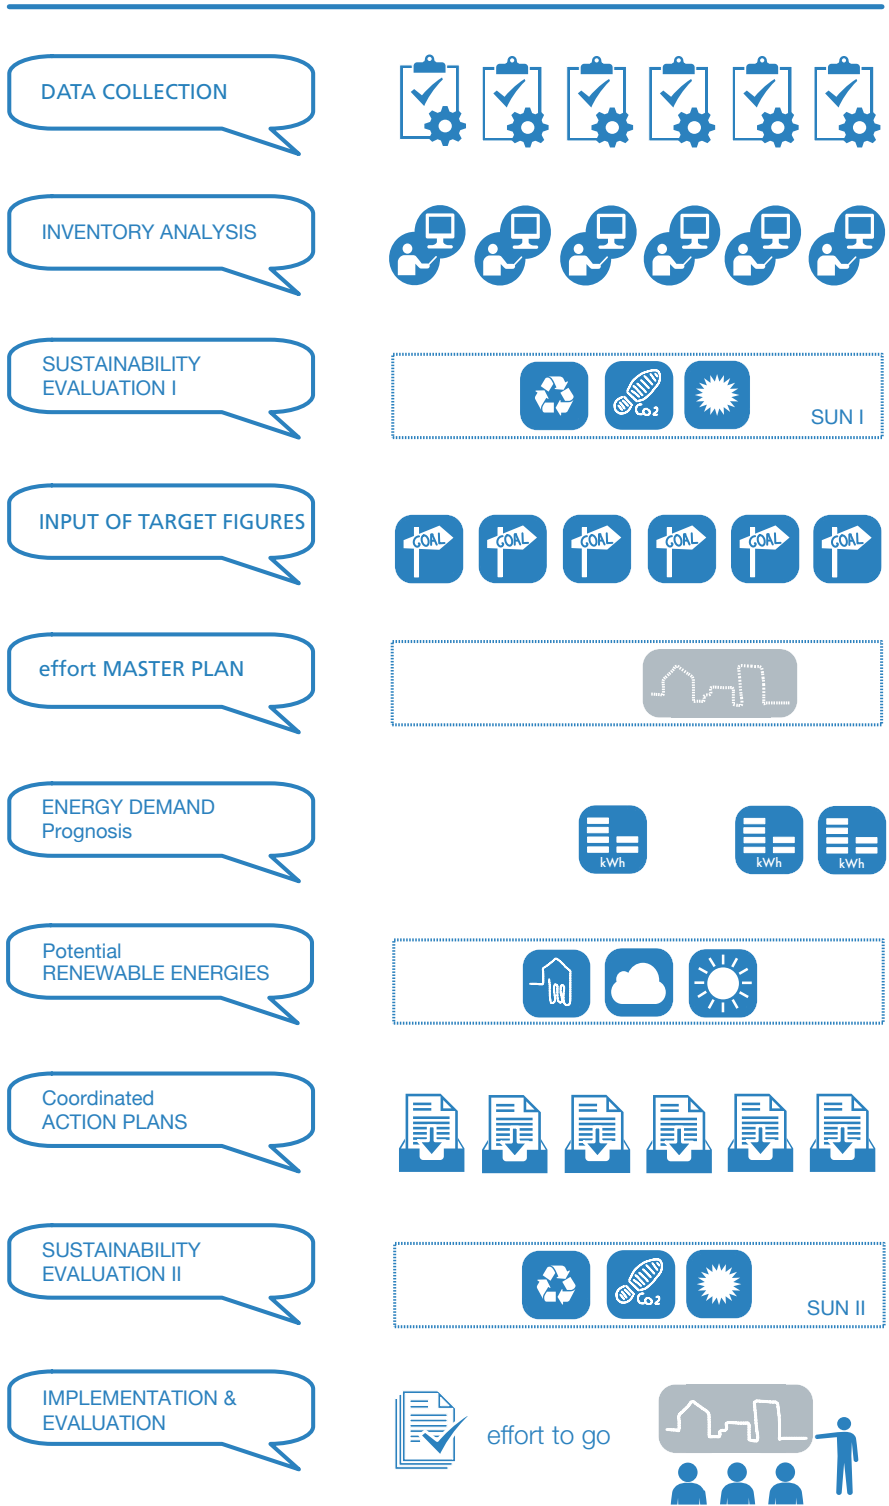 DATA COLLECTION
INVENTORY ANALYSIS
SUSTAINABILITY
EVALUATION I
Co2
SUN I
INPUT OF TARGET FIGURES
GOAL GOAL GOAL GOAL GOAL GOAL
effort MASTER PLAN
ENERGY DEMAND
Prognosis
kWh kWh kWh
Potential
RENEWABLE ENERGIES
Coordinated
ACTION PLANS
SUSTAINABILITY
EVALUATION II
Co2
SUN II
IMPLEMENTATION &
EVALUATION
effort to go